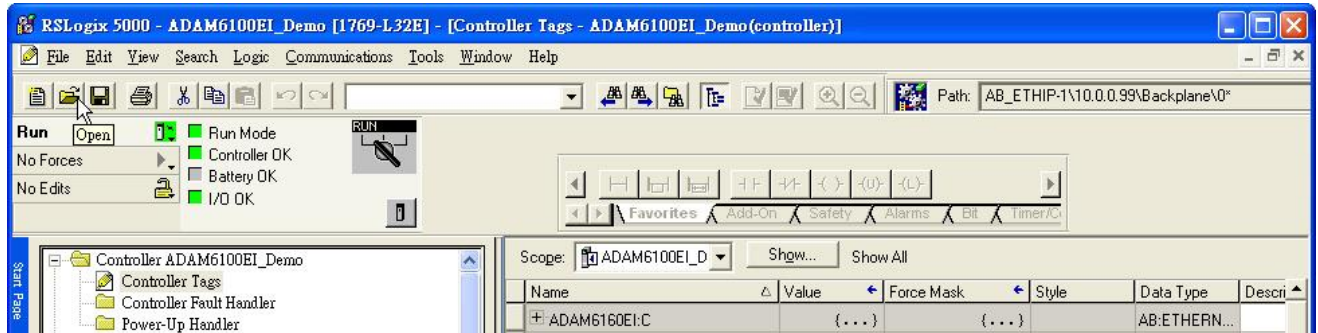 RSLogix 5000 - ADAM6100EI_Demo [1769-L32E] - [Controller Tags - ADAM6100EI_Demo(controller)]
File Edit View Search Logic Communications Tools Window Help
Path: AB_ETHIP-1\10.0.0.99\Backplane\0*
Open
Run
No Forces
No Edits
Run Mode
Controller OK
Battery OK
I/O OK
RUN
Favorites Add-On Safety Alarms Bit Timer/C
Start Page
Controller ADAM6100EI_Demo
Controller Tags
Controller Fault Handler
Power-Up Handler
Scope: ADAM6100EI_D Show... Show All
Name Value Force Mask Style Data Type Descri
ADAM6160EI:C {...} {...} AB:ETHERN...